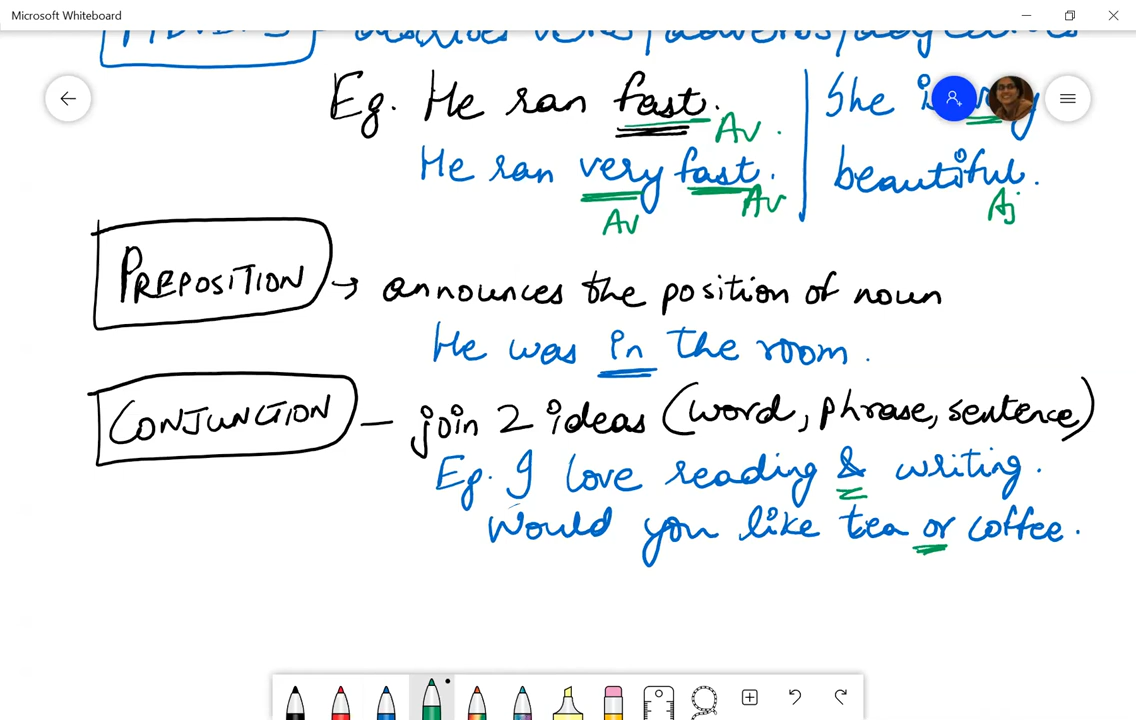 Microsoft Whiteboard
Eg. He ran fast.
Av.
He ran very fast.
Av
Av
She is
beautiful.
Aj
PREPOSITION → announces the position of noun
He was in the room.
CONJUNCTION – join 2 ideas (word, phrase, sentence)
Eg. I love reading & writing.
Would you like tea or coffee.